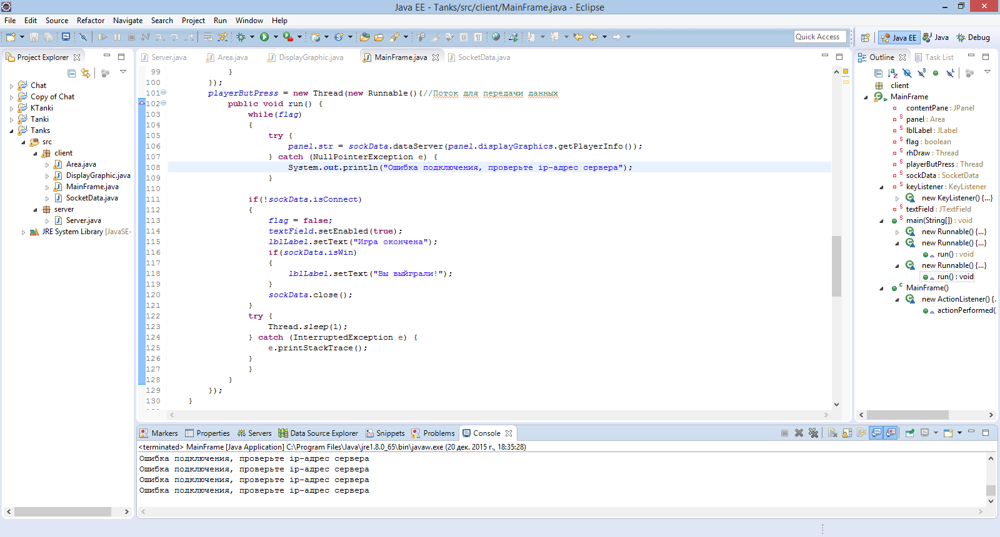 Java EE - Tanks/src/client/MainFrame.java - Eclipse
File Edit Source Refactor Navigate Search Project Run Window Help
Quick Access
Java EE
Java
Debug
Project Explorer
Chat
Copy of Chat
KTanki
Tanki
Tanks
src
client
Area.java
DisplayGraphic.java
MainFrame.java
SocketData.java
server
Server.java
JRE System Library [JavaSE-
Server.java Area.java DisplayGraphic.java MainFrame.java SocketData.java
99 }
100 });
101 playerButPress = new Thread(new Runnable(){//Поток для передачи данных
102 public void run() {
103 while(flag)
104 {
105 try {
106 panel.str = sockData.dataServer(panel.displayGraphics.getPlayerInfo());
107 } catch (NullPointerException e) {
108 System.out.println("Ошибка подключения, проверьте ip-адрес сервера");
109 }
110
111 if(!sockData.isConnect)
112 {
113 flag = false;
114 textField.setEnabled(true);
115 lblLabel.setText("Игра окончена");
116 if(sockData.isWin)
117 {
118 lblLabel.setText("Вы выйграли!");
119 }
120 sockData.close();
121 }
122 try {
123 Thread.sleep(1);
124 } catch (InterruptedException e) {
125 e.printStackTrace();
126 }
127 }
128 }
129 });
130 }
Outline Task List
client
MainFrame
contentPane : JPanel
panel : Area
lblLabel : JLabel
flag : boolean
rhDraw : Thread
playerButPress : Thread
sockData : SocketData
keyListener : KeyListener
new KeyListener() {...}
textField : JTextField
main(String[]) : void
new Runnable() {...}
new Runnable() {...}
run() : void
new Runnable() {...}
run() : void
MainFrame()
new ActionListener() {.
actionPerformed(.
Markers Properties Servers Data Source Explorer Snippets Problems Console
<terminated> MainFrame [Java Application] C:\Program Files\Java\jre1.8.0_65\bin\javaw.exe (20 дек. 2015 г., 18:35:28)
Ошибка подключения, проверьте ip-адрес сервера
Ошибка подключения, проверьте ip-адрес сервера
Ошибка подключения, проверьте ip-адрес сервера
Ошибка подключения, проверьте ip-адрес сервера